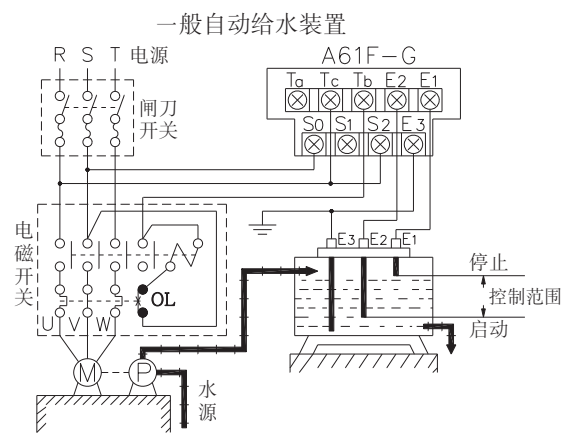 一般自动给水装置
R S T 电源
A61F-G
Ta Tc Tb E2 E1
S0 S1 S2 E3
闸刀
开关
电磁开关
E3 E2 E1
停止
控制范围
启动
OL
U V W
M P
水源